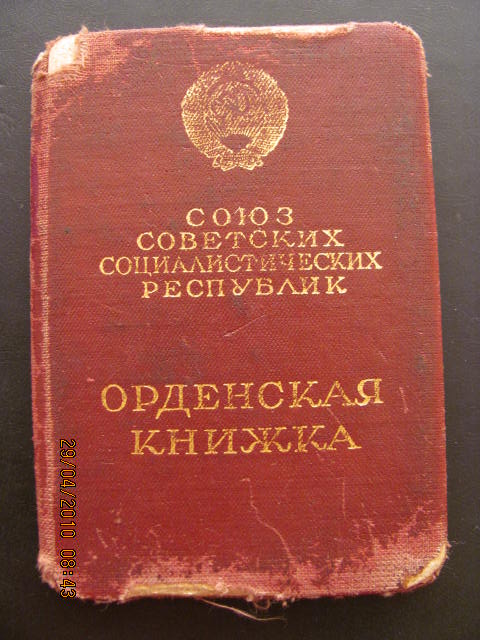 СОЮЗ
СОВЕТСКИХ
СОЦИАЛИСТИЧЕСКИХ
РЕСПУБЛИК
ОРДЕНСКАЯ
КНИЖКА
29/04/2010 08:43